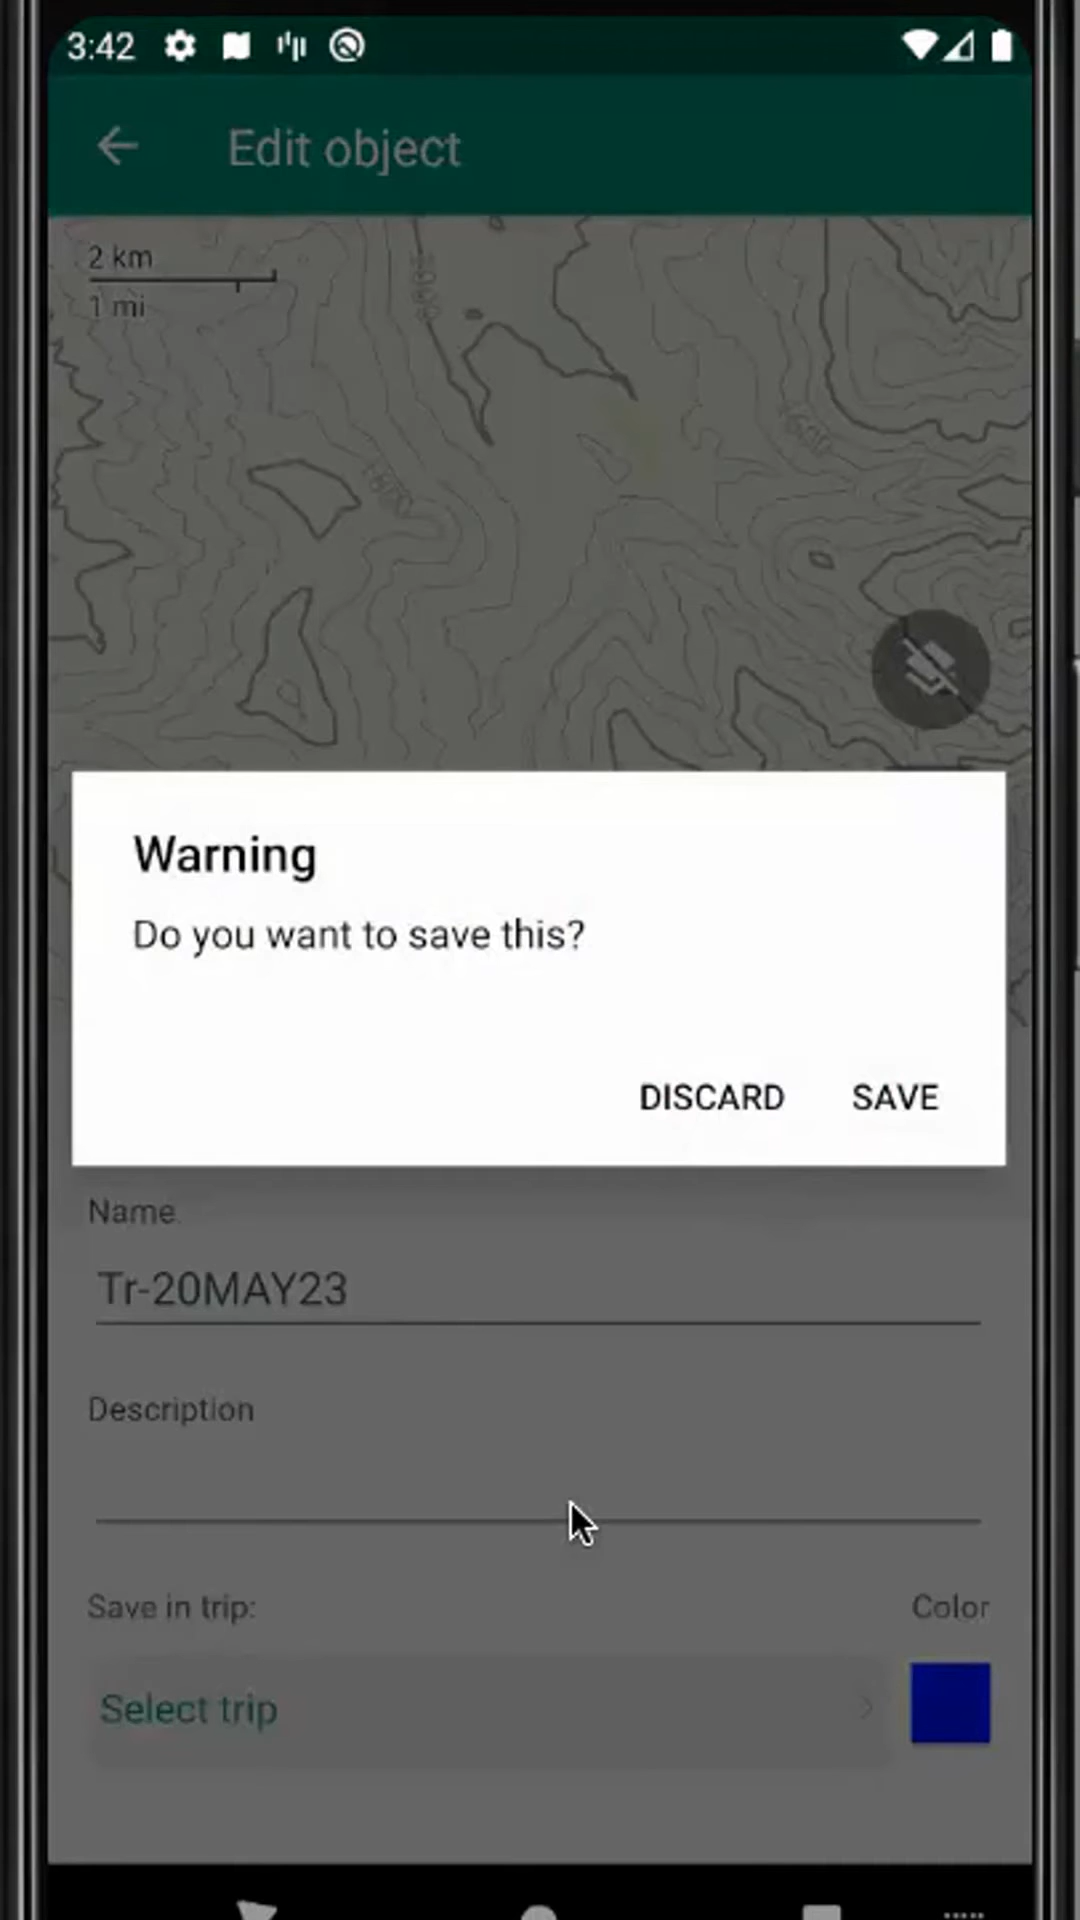 3:42
Edit object
2 km
1 mi
1600
Warning
Do you want to save this?
DISCARD
SAVE
Name
Tr-20MAY23
Description
Save in trip:
Color
Select trip